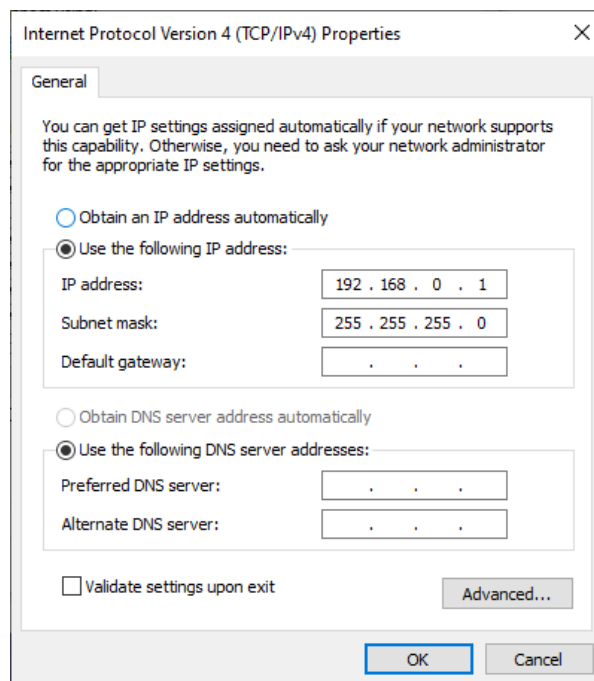 Internet Protocol Version 4 (TCP/IPv4) Properties
General
You can get IP settings assigned automatically if your network supports
this capability. Otherwise, you need to ask your network administrator
for the appropriate IP settings.
Obtain an IP address automatically
Use the following IP address:
IP address: 192 . 168 . 0 . 1
Subnet mask: 255 . 255 . 255 . 0
Default gateway: . . .
Obtain DNS server address automatically
Use the following DNS server addresses:
Preferred DNS server: . . .
Alternate DNS server: . . .
Validate settings upon exit
Advanced...
OK Cancel